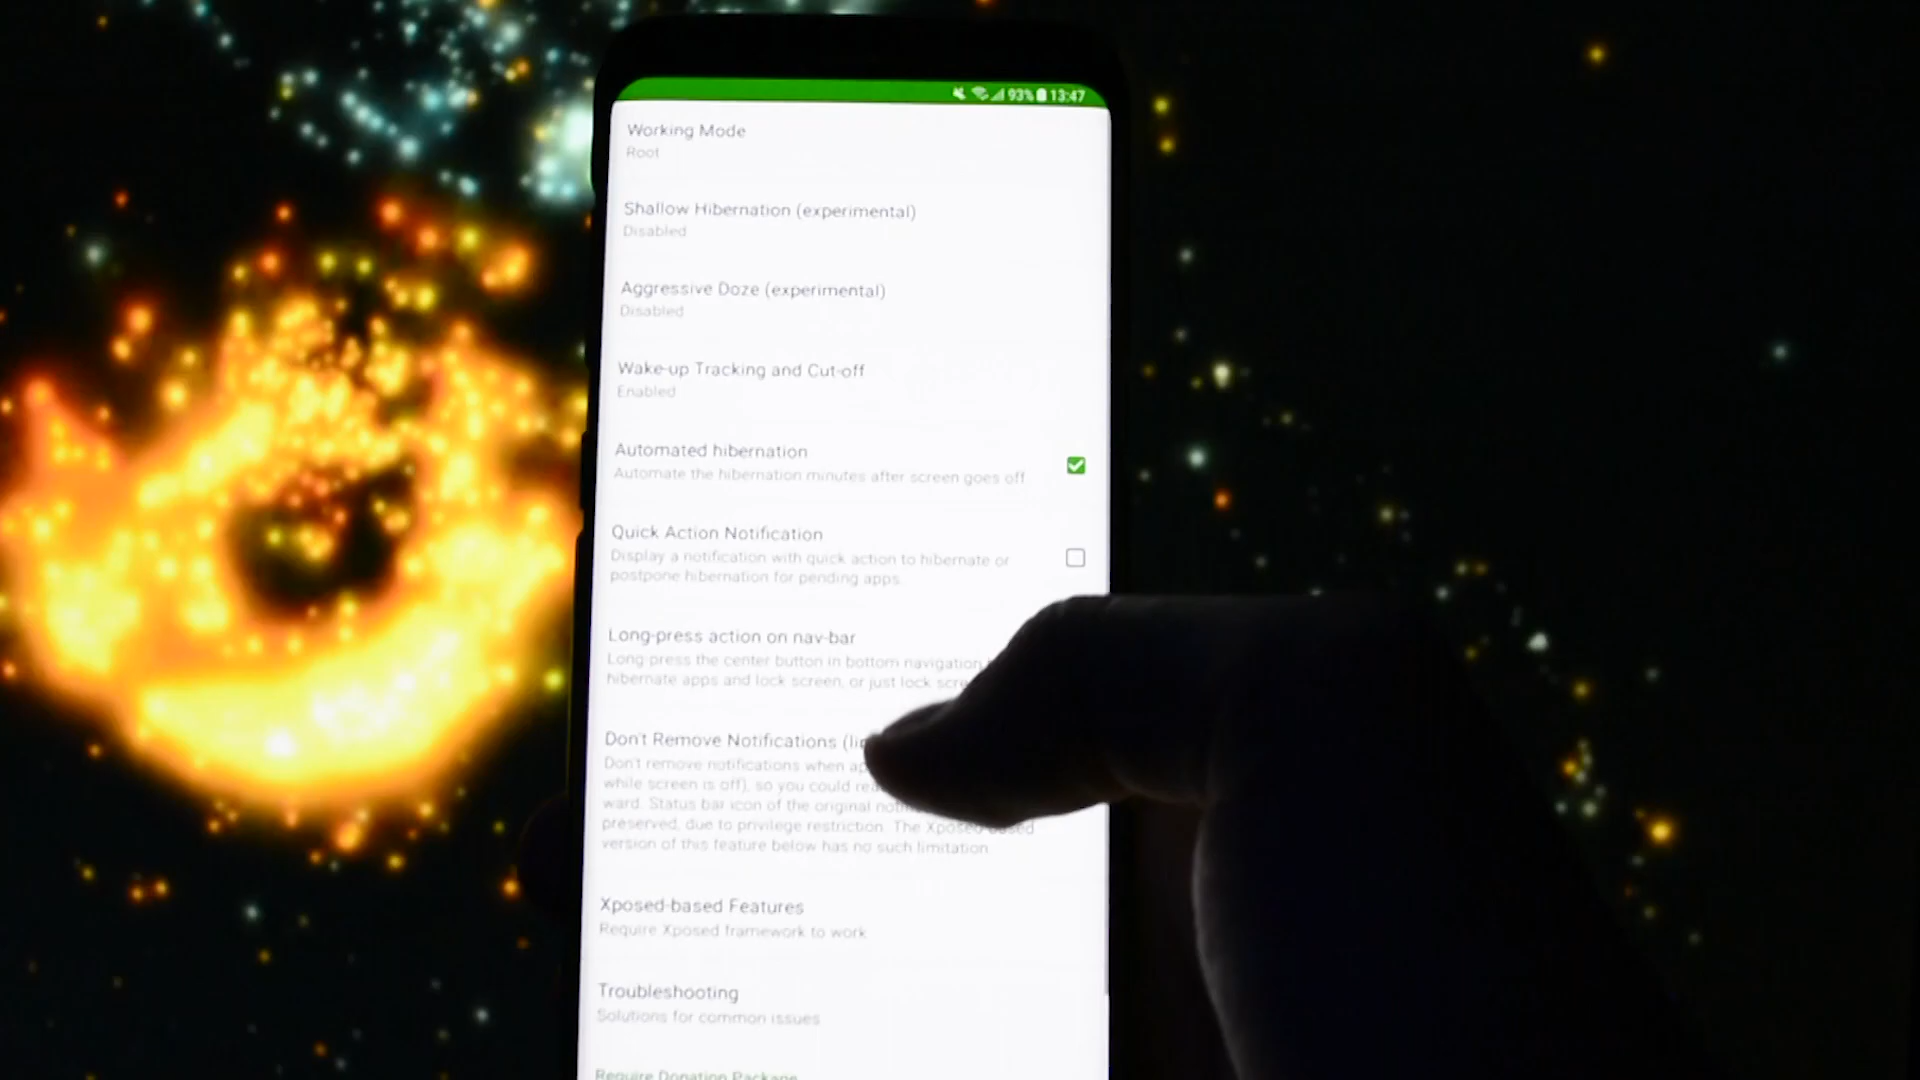 93% 13:47
Working Mode
Root
Shallow Hibernation (experimental)
Disabled
Aggressive Doze (experimental)
Disabled
Wake-up Tracking and Cut-off
Enabled
Automated hibernation
Automate the hibernation minutes after screen goes off
Quick Action Notification
Display a notification with quick action to hibernate or
postpone hibernation for pending apps
Long-press action on nav-bar
Long-press the center button in bottom navigation
hibernate apps and lock screen, or just lock
Don't Remove Notifications
Don't remove notifications when
while screen is off), so you could
ward. Status bar icon of the original
preserved, due to privilege restriction. The Xposed-based
version of this feature below has no such limitation.
Xposed-based Features
Require Xposed framework to work
Troubleshooting
Solutions for common issues
Require Donation Package